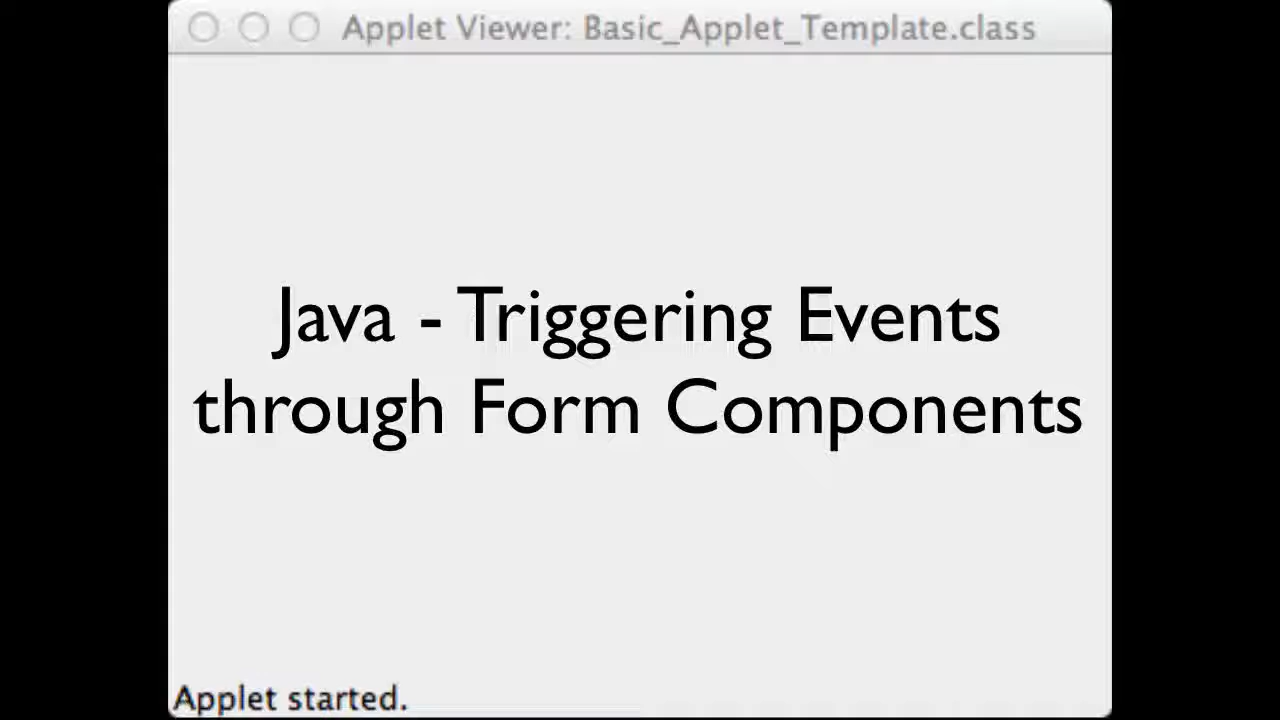 Applet Viewer: Basic_Applet_Template.class
Java - Triggering Events
through Form Components
Applet started.